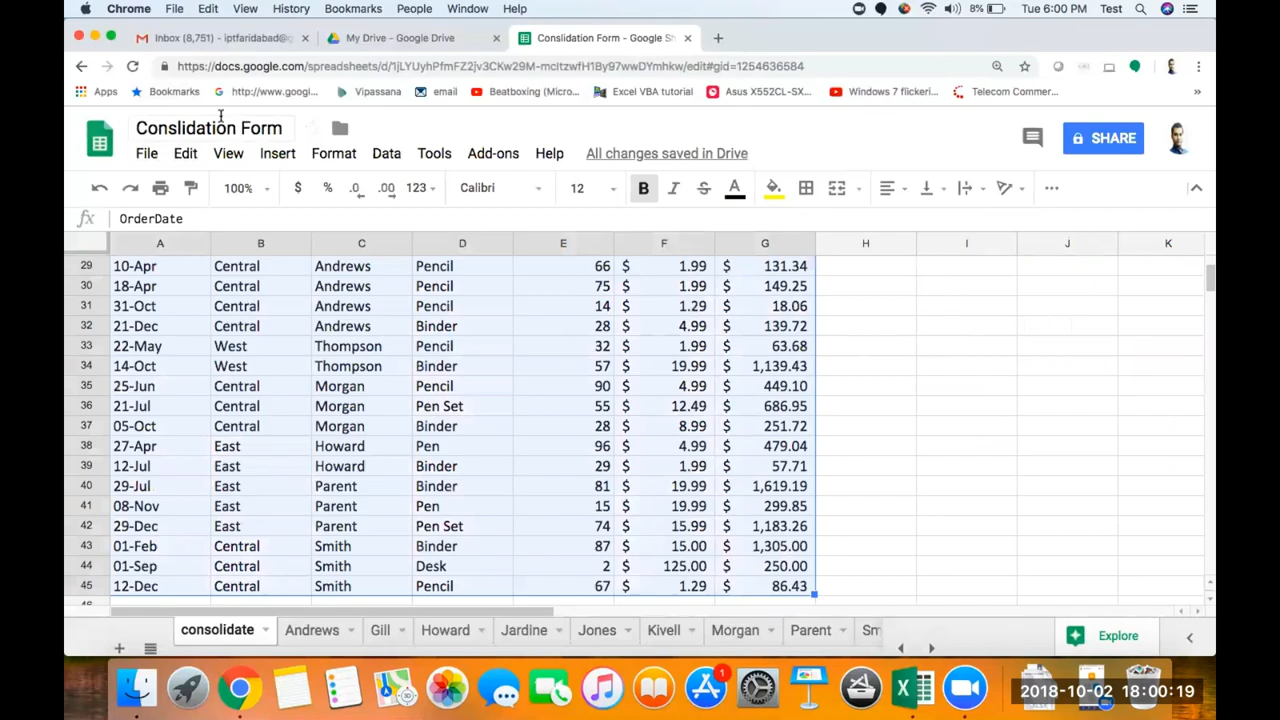 Chrome File Edit View History Bookmarks People Window Help 8% Tue 6:00 PM Test
Inbox (8,751) - iptfaridabad@g × My Drive - Google Drive × Conslidation Form - Google Sh × +
https://docs.google.com/spreadsheets/d/1jLYUyhPfmFZ2jv3CKw29M-mcItzwfH1By97wwDYmhkw/edit#gid=1254636584
Apps Bookmarks http://www.googl... Vipassana email Beatboxing (Micro... Excel VBA tutorial Asus X552CL-SX... Windows 7 flickeri... Telecom Commer... »
Conslidation Form
SHARE
File Edit View Insert Format Data Tools Add-ons Help All changes saved in Drive
100% $ % .0 .00 123 Calibri 12 B I S A
fx OrderDate
A B C D E F G H I J K
29 10-Apr Central Andrews Pencil 66 $ 1.99 $ 131.34
30 18-Apr Central Andrews Pencil 75 $ 1.99 $ 149.25
31 31-Oct Central Andrews Pencil 14 $ 1.29 $ 18.06
32 21-Dec Central Andrews Binder 28 $ 4.99 $ 139.72
33 22-May West Thompson Pencil 32 $ 1.99 $ 63.68
34 14-Oct West Thompson Binder 57 $ 19.99 $ 1,139.43
35 25-Jun Central Morgan Pencil 90 $ 4.99 $ 449.10
36 21-Jul Central Morgan Pen Set 55 $ 12.49 $ 686.95
37 05-Oct Central Morgan Binder 28 $ 8.99 $ 251.72
38 27-Apr East Howard Pen 96 $ 4.99 $ 479.04
39 12-Jul East Howard Binder 29 $ 1.99 $ 57.71
40 29-Jul East Parent Binder 81 $ 19.99 $ 1,619.19
41 08-Nov East Parent Pen 15 $ 19.99 $ 299.85
42 29-Dec East Parent Pen Set 74 $ 15.99 $ 1,183.26
43 01-Feb Central Smith Binder 87 $ 15.00 $ 1,305.00
44 01-Sep Central Smith Desk 2 $ 125.00 $ 250.00
45 12-Dec Central Smith Pencil 67 $ 1.29 $ 86.43
consolidate Andrews Gill Howard Jardine Jones Kivell Morgan Parent Sm Explore
1
2018-10-02 18:00:19